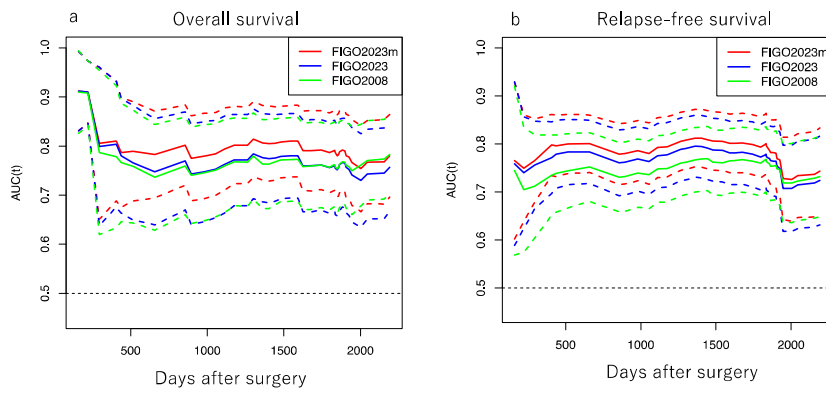 a
Overall survival
FIGO2023m
FIGO2023
FIGO2008
AUC(t)
1.0
0.9
0.8
0.7
0.6
0.5
500
1000
1500
2000
Days after surgery
b
Relapse-free survival
FIGO2023m
FIGO2023
FIGO2008
AUC(t)
1.0
0.9
0.8
0.7
0.6
0.5
500
1000
1500
2000
Days after surgery